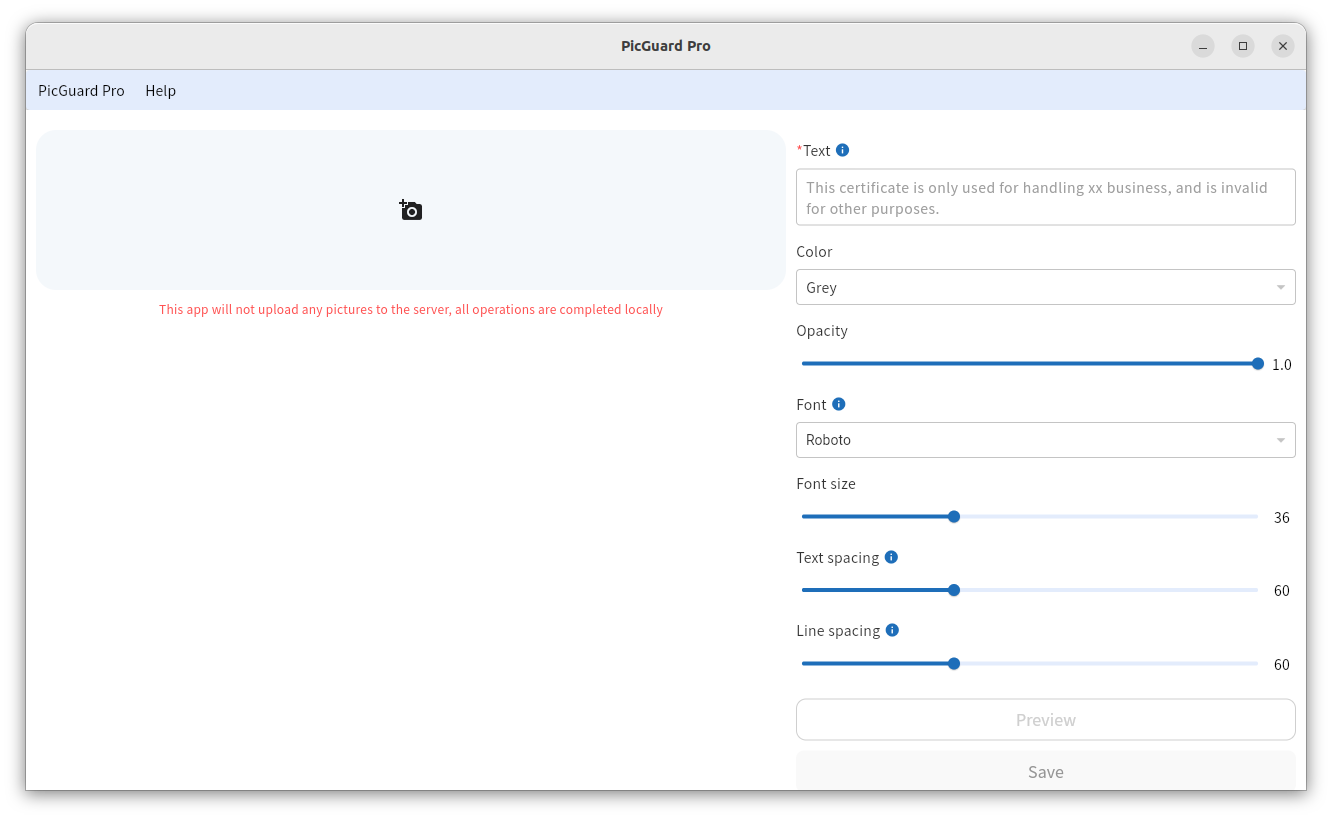 PicGuard Pro
PicGuard Pro Help
This app will not upload any pictures to the server, all operations are completed locally
*Text
This certificate is only used for handling xx business, and is invalid
for other purposes.
Color
Grey
Opacity
1.0
Font
Roboto
Font size
36
Text spacing
60
Line spacing
60
Preview
Save